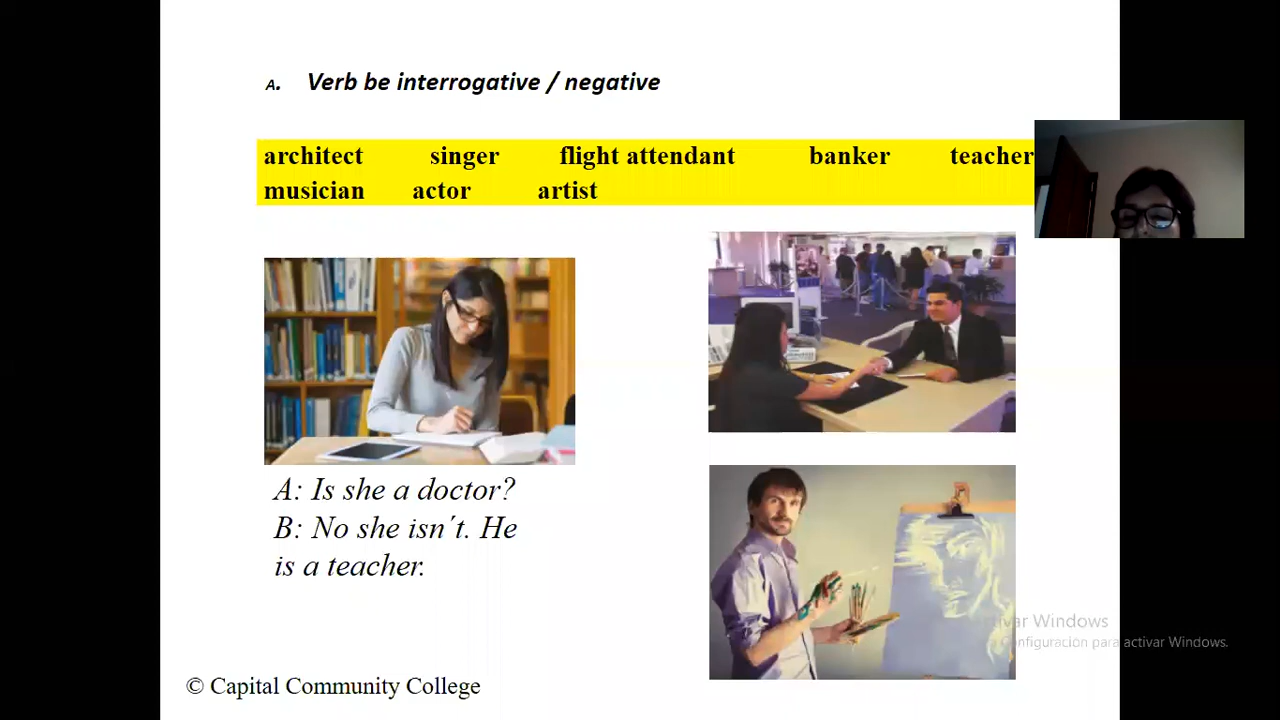 A. Verb be interrogative / negative
architect singer flight attendant banker teacher
musician actor artist
A: Is she a doctor?
B: No she isn´t. He
is a teacher.
© Capital Community College
var Windows
Configuración para activar Windows.